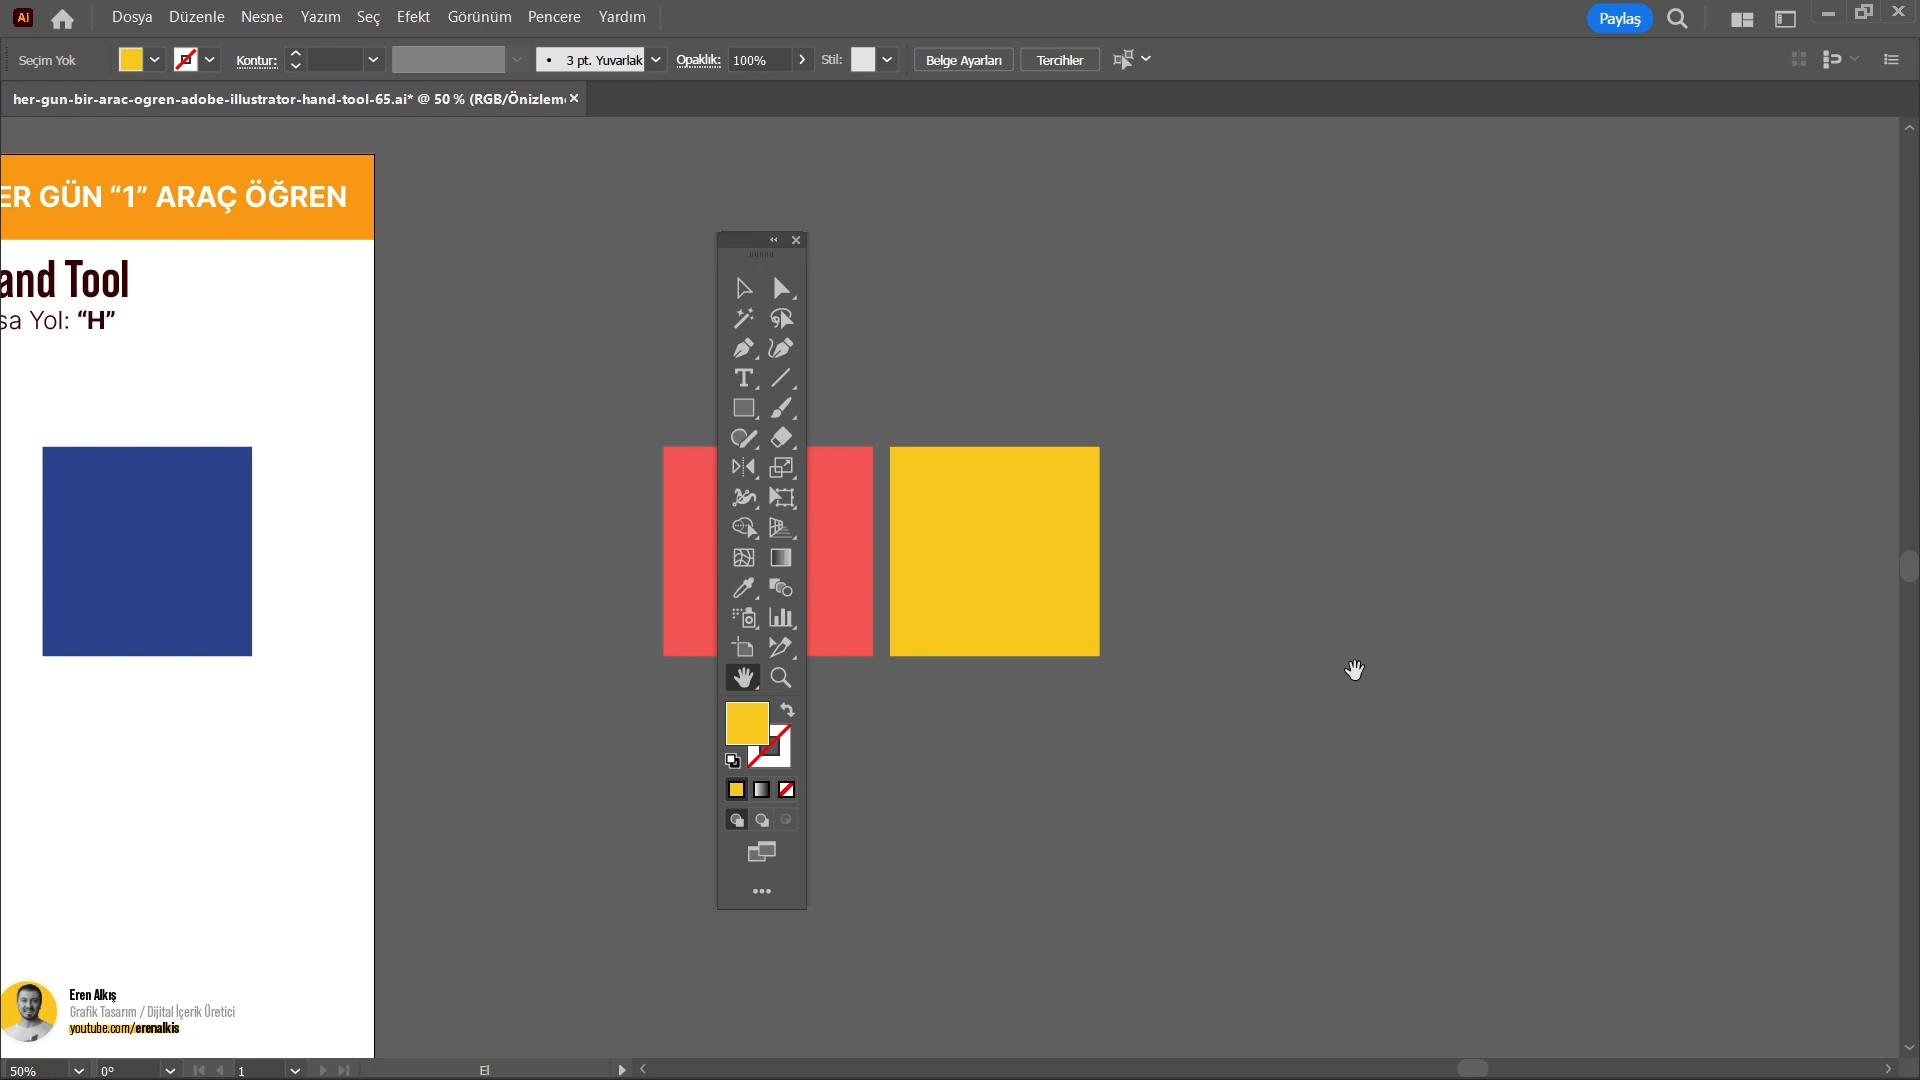 Ai
Dosya Düzenle Nesne Yazım Seç Efekt Görünüm Pencere Yardım
Paylaş
Seçim Yok
Kontur:
3 pt. Yuvarlak
Opaklık: 100%
Stil:
Belge Ayarları
Tercihler
her-gun-bir-arac-ogren-adobe-illustrator-hand-tool-65.ai* @ 50 % (RGB/Önizlem
ER GÜN “1” ARAÇ ÖĞREN
and Tool
sa Yol: “H”
Eren Alkış
Grafik Tasarım / Dijital İçerik Üretici
youtube.com/erenalkis
50% 0° 1 El